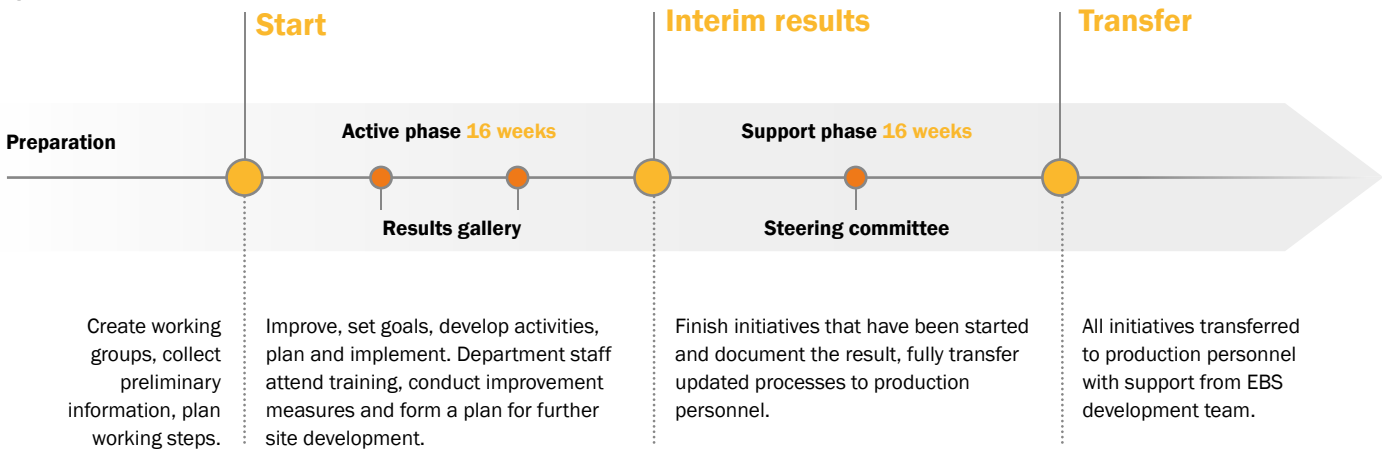 Start
Interim results
Transfer
Preparation
Active phase 16 weeks
Support phase 16 weeks
Results gallery
Steering committee
Create working
groups, collect
preliminary
information, plan
working steps.
Improve, set goals, develop activities,
plan and implement. Department staff
attend training, conduct improvement
measures and form a plan for further
site development.
Finish initiatives that have been started
and document the result, fully transfer
updated processes to production
personnel.
All initiatives transferred
to production personnel
with support from EBS
development team.